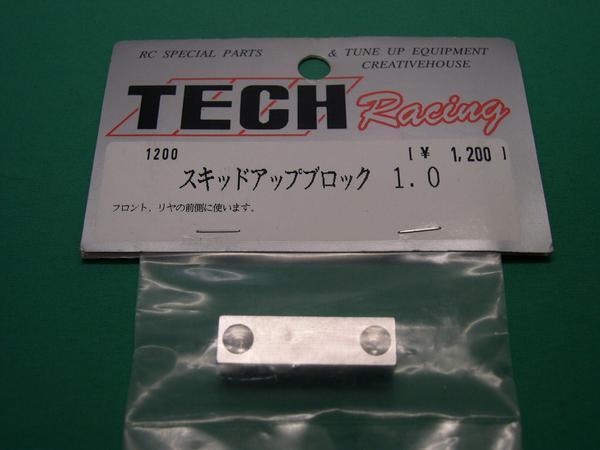 RC SPECIAL PARTS & TUNE UP EQUIPMENT
CREATIVEHOUSE
TECH Racing
1200 [ ¥ 1,200 ]
スキッドアップブロック 1.0
フロント，リヤの前側に使います。